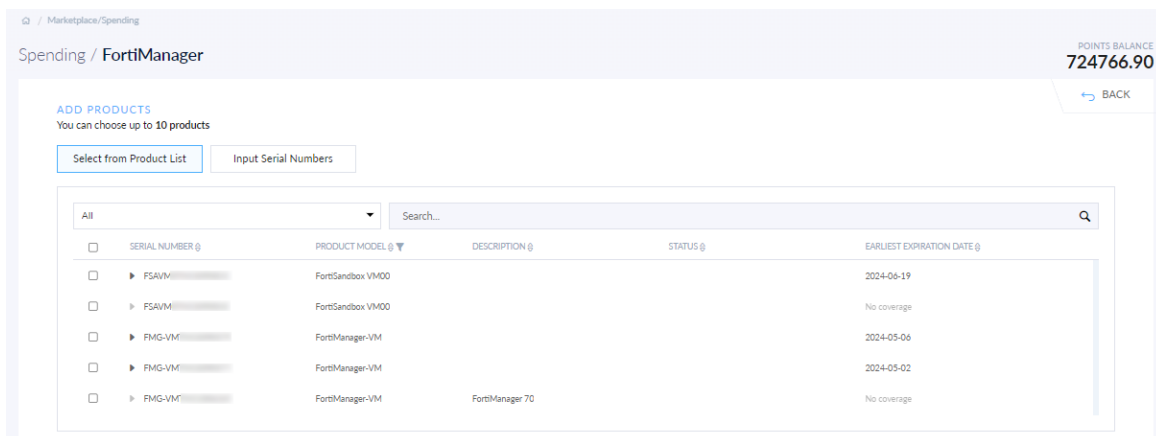 / Marketplace/Spending
Spending / FortiManager
POINTS BALANCE
724766.90
BACK
ADD PRODUCTS
You can choose up to 10 products
Select from Product List Input Serial Numbers
All Search...
SERIAL NUMBER PRODUCT MODEL DESCRIPTION STATUS EARLIEST EXPIRATION DATE
FSAVM FortiSandbox VM00 2024-06-19
FSAVM FortiSandbox VM00 No coverage
FMG-VM FortiManager-VM 2024-05-06
FMG-VM FortiManager-VM 2024-05-02
FMG-VM FortiManager-VM FortiManager 70 No coverage